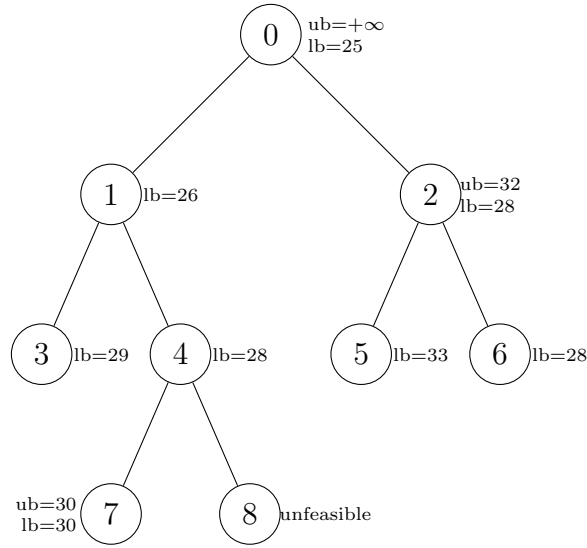 0
ub=+∞
lb=25
1
lb=26
2
ub=32
lb=28
3
lb=29
4
lb=28
5
lb=33
6
lb=28
ub=30
lb=30
7
8
unfeasible